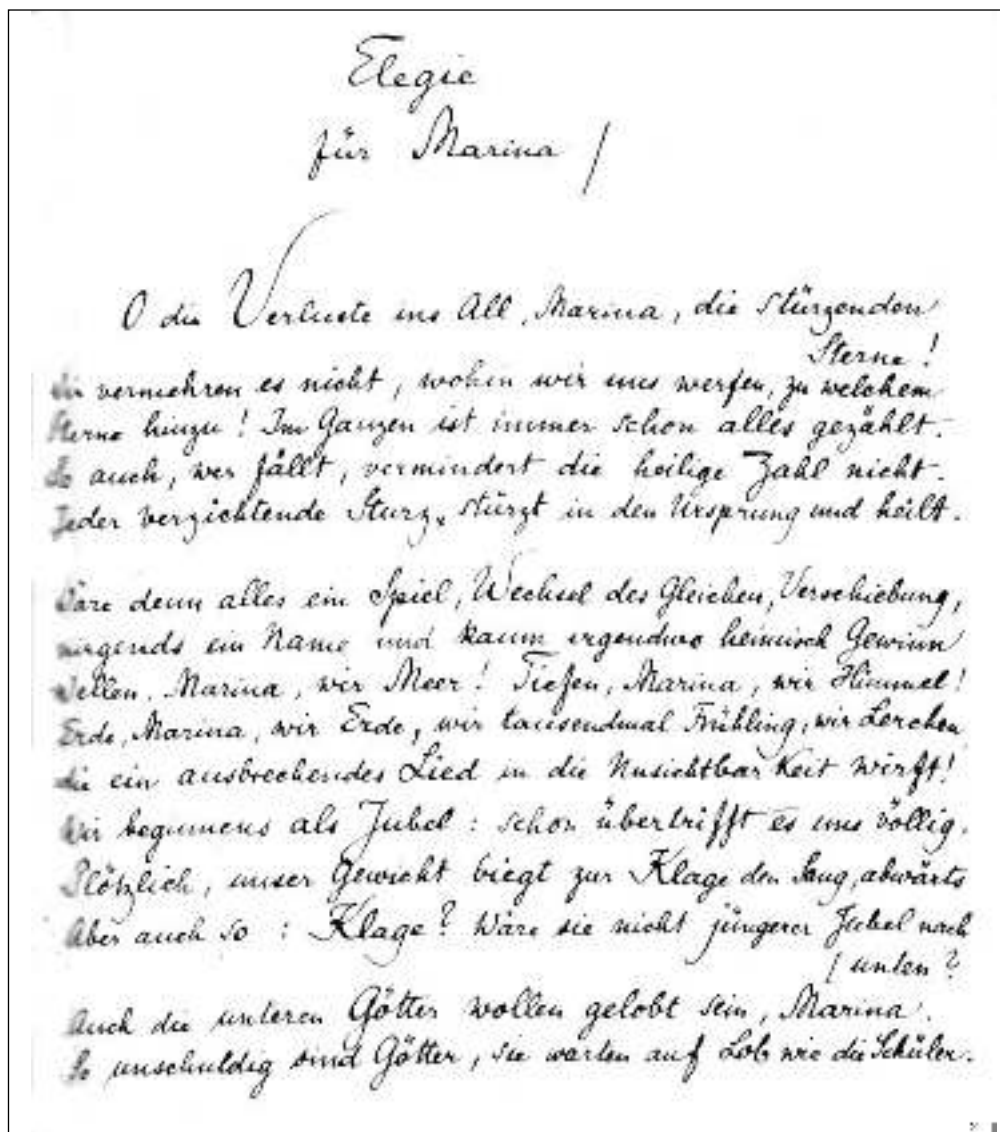 Elegie
für Marina /
O die Verluste ins All, Marina, die stürzenden
Sterne!
Wir vermehren es nicht, wohin wir uns werfen, zu welchem
Sterne hinzu! Im Ganzen ist immer schon alles gezählt.
So auch, wer fällt, vermindert die heilige Zahl nicht.
Jeder verzichtende Sturz, stürzt in den Ursprung und heilt.
Wäre denn alles ein Spiel, Wechsel des Gleichen, Verschiebung,
nirgends ein Name und kaum irgendwo heimisch Gewinn
Wellen, Marina, wir Meer! Tiefen, Marina, wir Himmel!
Erde, Marina, wir Erde, wir tausendmal Frühling, wir Lerchen,
die ein ausbrechendes Lied in die Unsichtbarkeit wirft!
Wir beginnens als Jubel: schon übertrifft es uns völlig.
Plötzlich, unser Gewicht biegt zur Klage den Sang, abwärts
Aber auch so: Klage? Wäre sie nicht jüngerer Jubel nach
/ unten?
Auch die unteren Götter wollen gelobt sein, Marina.
So unschuldig sind Götter, sie warten auf Lob wie die Schüler.